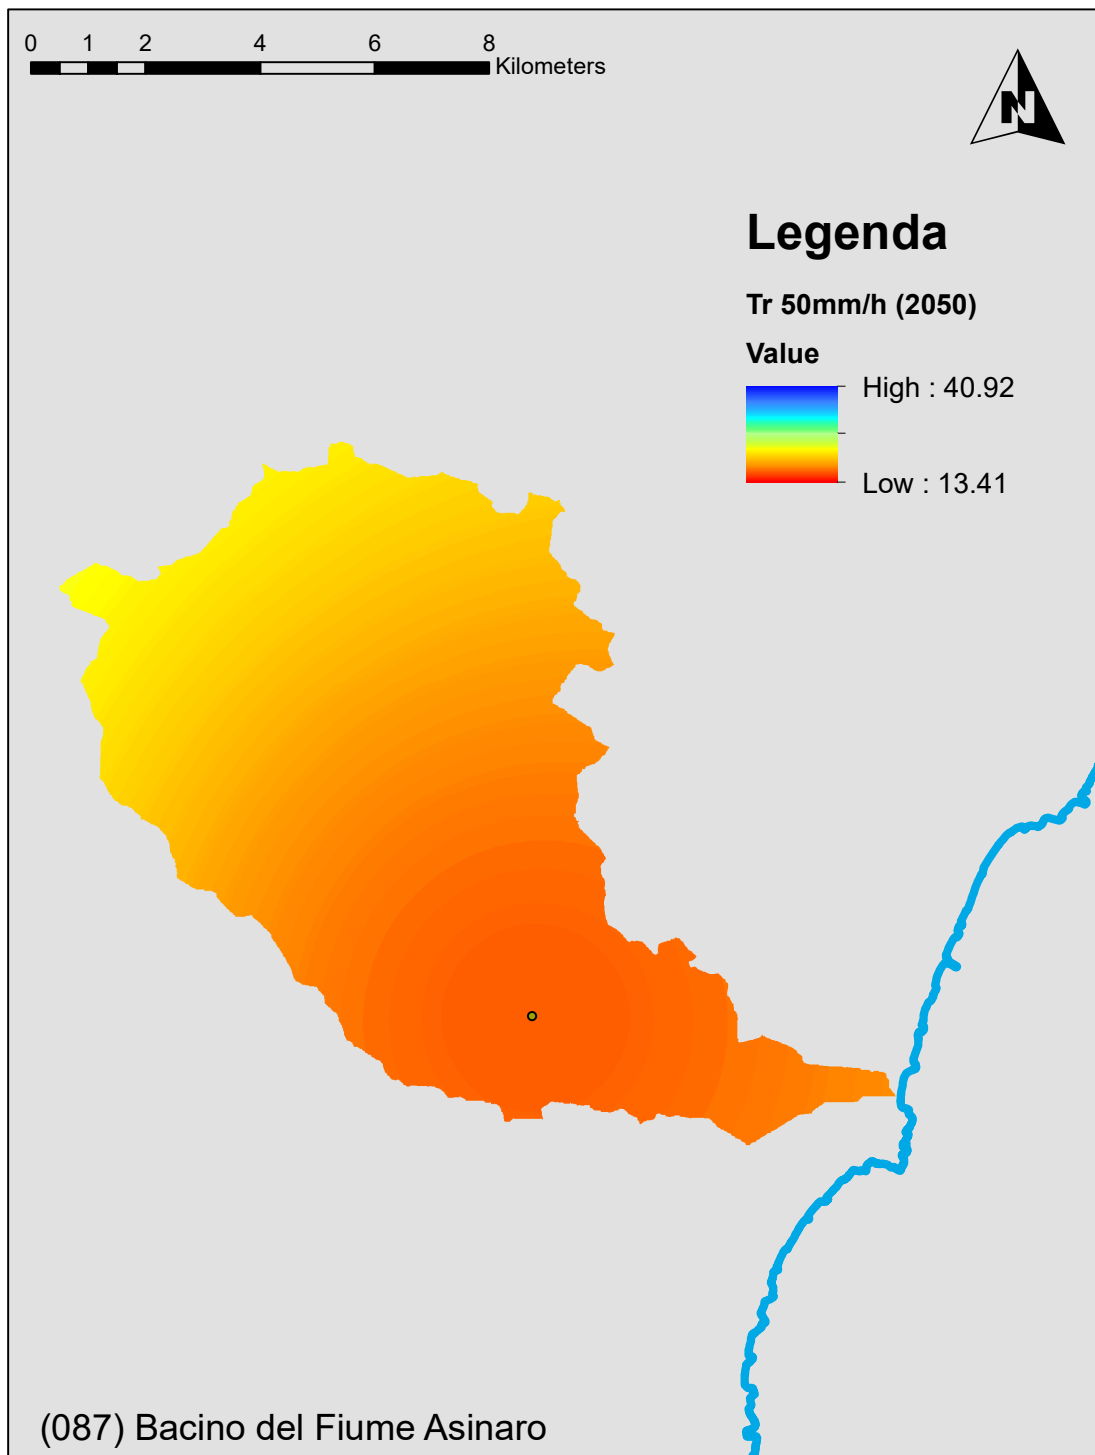 0 1 2 4 6 8
Kilometers
N
Legenda
Tr 50mm/h (2050)
Value
High : 40.92
Low : 13.41
(087) Bacino del Fiume Asinaro